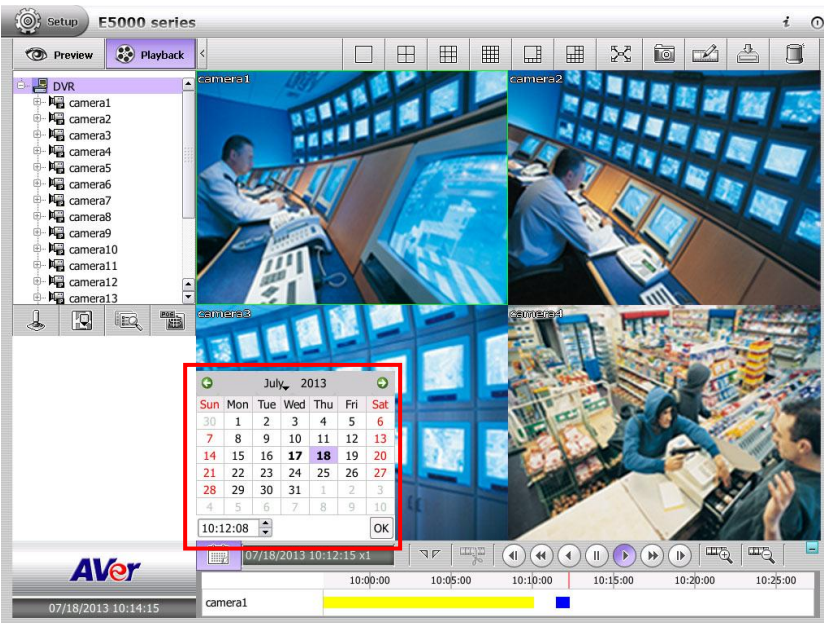 Setup E5000 series i
Preview Playback <
DVR
camera1
camera2
camera3
camera4
camera5
camera6
camera7
camera8
camera9
camera10
camera11
camera12
camera13
camera1
camera2
camera3
camera4
POS
July 2013
Sun Mon Tue Wed Thu Fri Sat
30 1 2 3 4 5 6
7 8 9 10 11 12 13
14 15 16 17 18 19 20
21 22 23 24 25 26 27
28 29 30 31 1 2 3
4 5 6 7 8 9 10
10:12:08 OK
07/18/2013 10:12:15 x1
AVer
07/18/2013 10:14:15
10:00:00 10:05:00 10:10:00 10:15:00 10:20:00 10:25:00
camera1